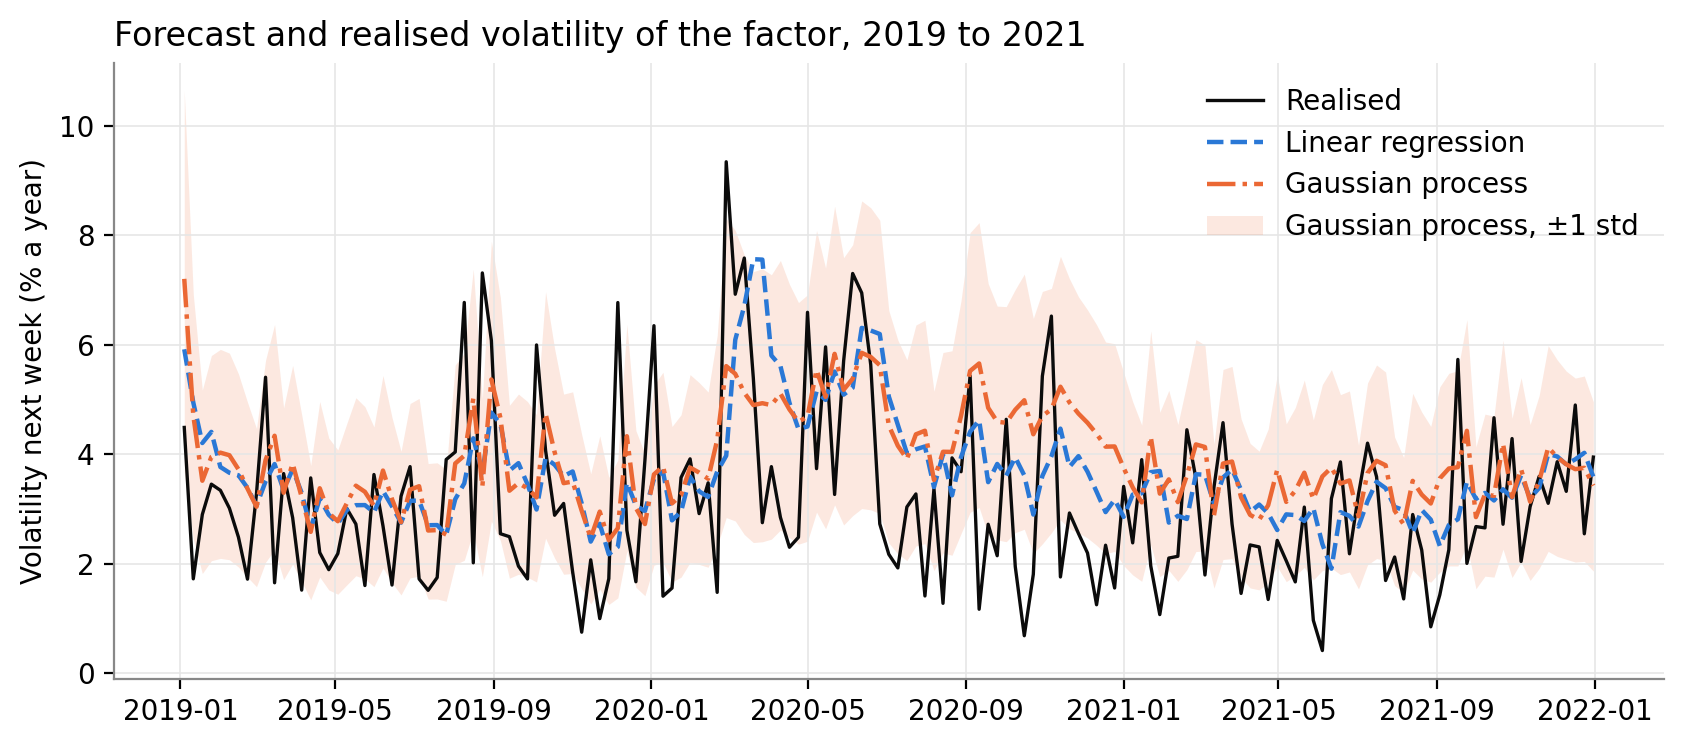 Forecast and realised volatility of the factor, 2019 to 2021
Volatility next week (% a year)
10
8
6
4
2
0
Realised
Linear regression
Gaussian process
Gaussian process, ±1 std
2019-01
2019-05
2019-09
2020-01
2020-05
2020-09
2021-01
2021-05
2021-09
2022-01